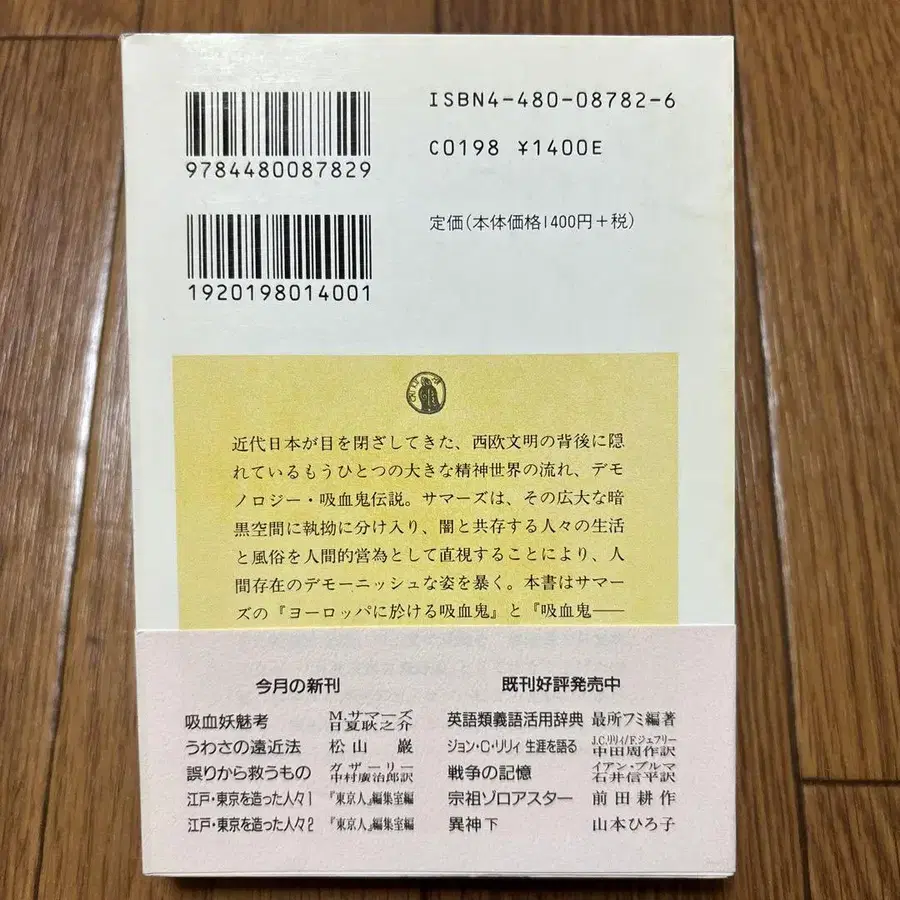 ISBN4-480-08782-6
9784480087829
C0198 ¥1400E
定価(本体価格1400円+税)
1920198014001
近代日本が目を閉ざしてきた、西欧文明の背後に隠
れているもうひとつの大きな精神世界の流れ、デモ
ノロジー・吸血鬼伝説。サマーズは、その広大な暗
黒空間に執拗に分け入り、闇と共存する人々の生活
と風俗を人間的営為として直視することにより、人
間存在のデモーニッシュな姿を暴く。本書はサマー
ズの『ヨーロッパに於ける吸血鬼』と『吸血鬼──
今月の新刊
吸血妖魅考 M.サマーズ 日夏耿之介
うわさの遠近法 松山 巖
誤りから救うもの ガザーリー 中村廣治郎訳
江戸・東京を造った人々1 『東京人』編集室編
江戸・東京を造った人々2 『東京人』編集室編
既刊好評発売中
英語類義語活用辞典 最所フミ編著
ジョン・C・リリィ 生涯を語る J.C.リリィ/F.ジェフリー 中田周作訳
戦争の記憶 イアン・ブルマ 石井信平訳
宗祖ゾロアスター 前田耕作
異神 下 山本ひろ子